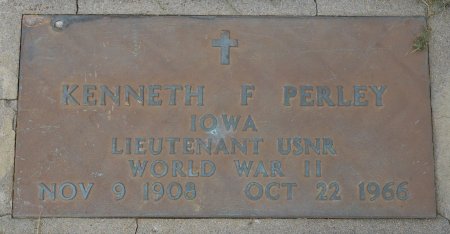 KENNETH F PERLEY
IOWA
LIEUTENANT USNR
WORLD WAR II
NOV 9 1908 OCT 22 1966